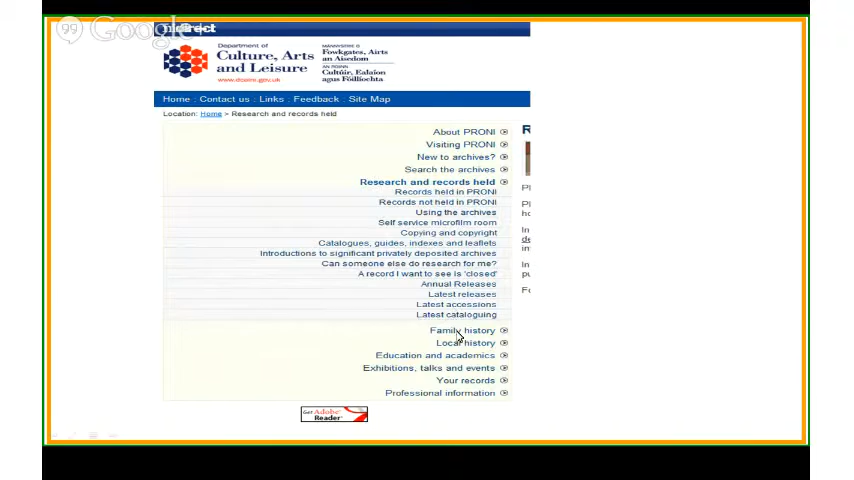 Google+
nidirect
Department of
Culture, Arts
and Leisure
www.dcalni.gov.uk
MÄNNYSTRIE O
Fowkgates, Airts
an Aisedom
AN ROINN
Cultúir, Ealaíon
agus Fóillíochta
Home : Contact us : Links : Feedback : Site Map
Location: Home > Research and records held
About PRONI
Visiting PRONI
New to archives?
Search the archives
Research and records held
Records held in PRONI
Records not held in PRONI
Using the archives
Self service microfilm room
Copying and copyright
Catalogues, guides, indexes and leaflets
Introductions to significant privately deposited archives
Can someone else do research for me?
A record I want to see is 'closed'
Annual Releases
Latest releases
Latest accessions
Latest cataloguing
Family history
Local history
Education and academics
Exhibitions, talks and events
Your records
Professional information
Get Adobe
Reader